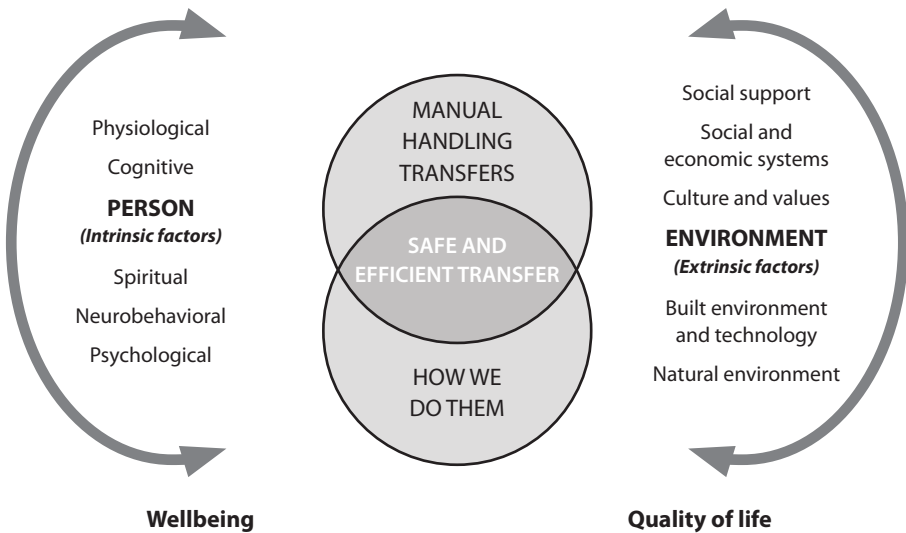 Physiological
Cognitive
PERSON
(Intrinsic factors)
Spiritual
Neurobehavioral
Psychological
MANUAL
HANDLING
TRANSFERS
SAFE AND
EFFICIENT TRANSFER
HOW WE
DO THEM
Social support
Social and
economic systems
Culture and values
ENVIRONMENT
(Extrinsic factors)
Built environment
and technology
Natural environment
Wellbeing
Quality of life